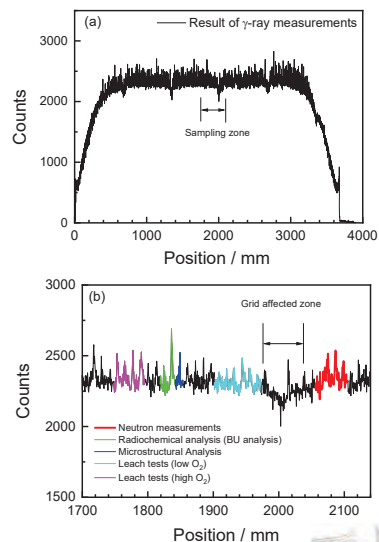 (a)
Result of γ-ray measurements
3000
2000
1000
0
Counts
Sampling zone
0 1000 2000 3000 4000
Position / mm
(b)
3000
2500
2000
1500
Counts
Grid affected zone
Neutron measurements
Radiochemical analysis (BU analysis)
Microstructural Analysis
Leach tests (low O₂)
Leach tests (high O₂)
1700 1800 1900 2000 2100
Position / mm